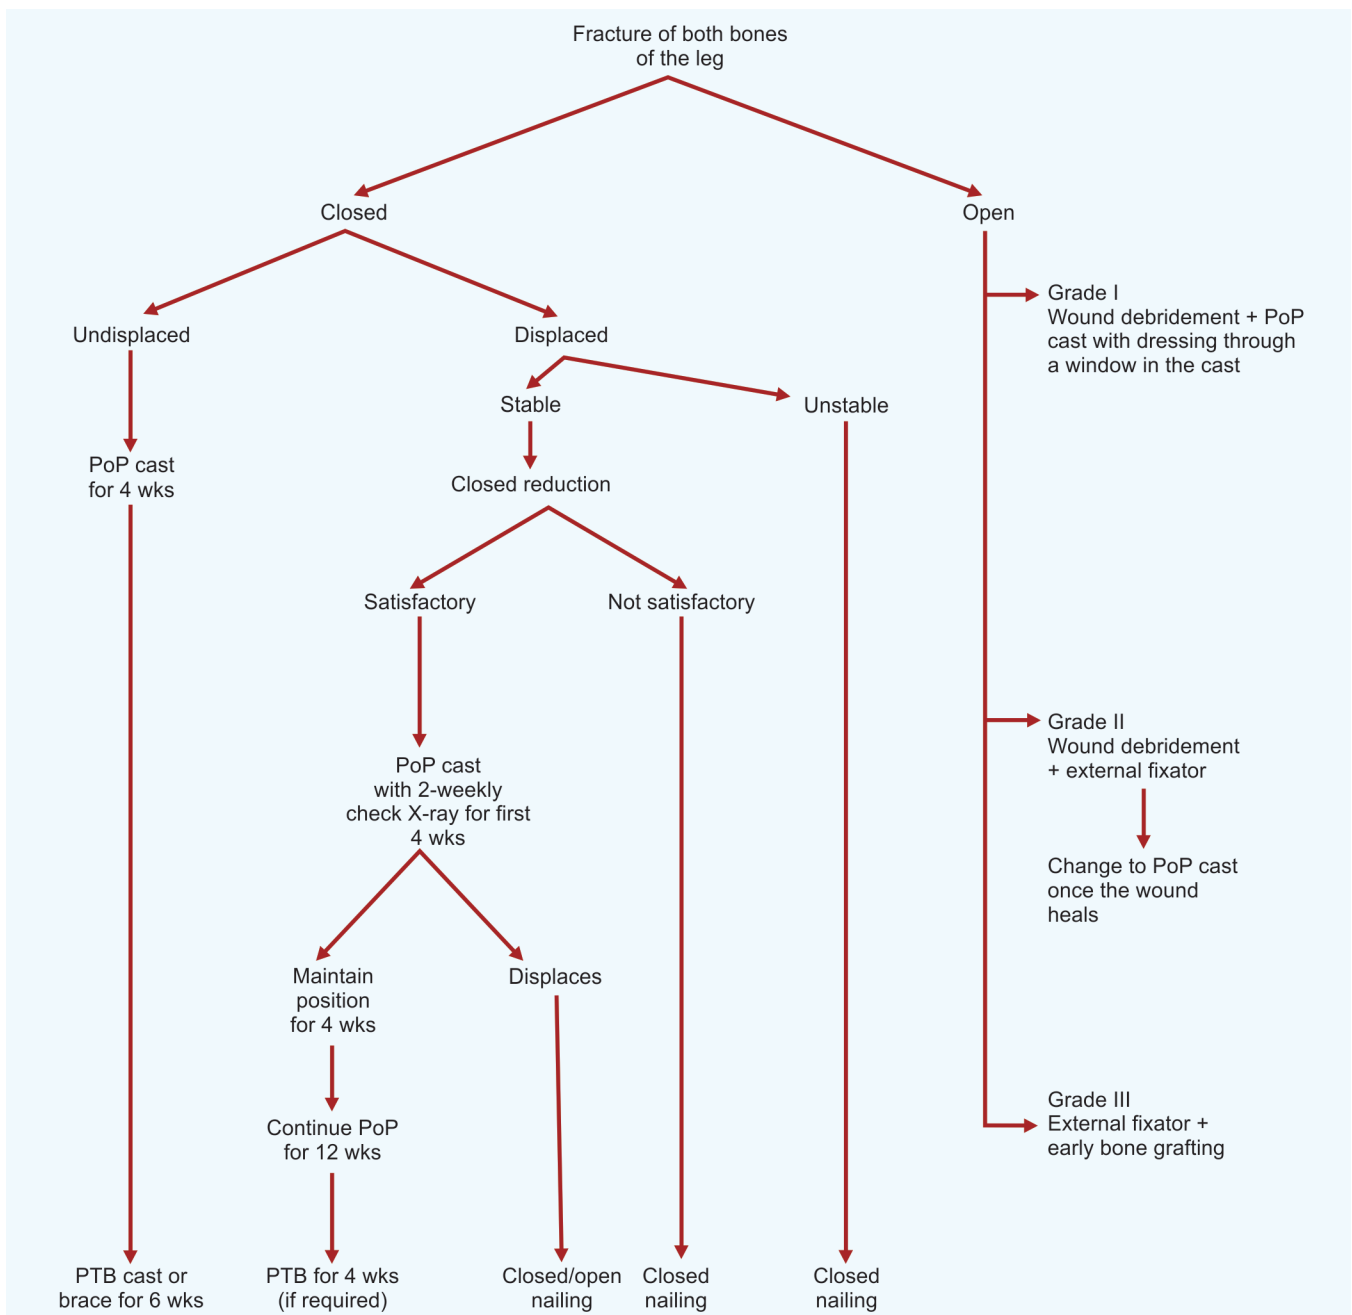 Fracture of both bones
of the leg
Closed
Open
Undisplaced
Displaced
Grade I
Wound debridement + PoP
cast with dressing through
a window in the cast
Stable
Unstable
PoP cast
for 4 wks
Closed reduction
Satisfactory
Not satisfactory
PoP cast
with 2-weekly
check X-ray for first
4 wks
Grade II
Wound debridement
+ external fixator
Change to PoP cast
once the wound
heals
Maintain
position
for 4 wks
Displaces
Continue PoP
for 12 wks
Grade III
External fixator +
early bone grafting
PTB cast or
brace for 6 wks
PTB for 4 wks
(if required)
Closed/open
nailing
Closed
nailing
Closed
nailing